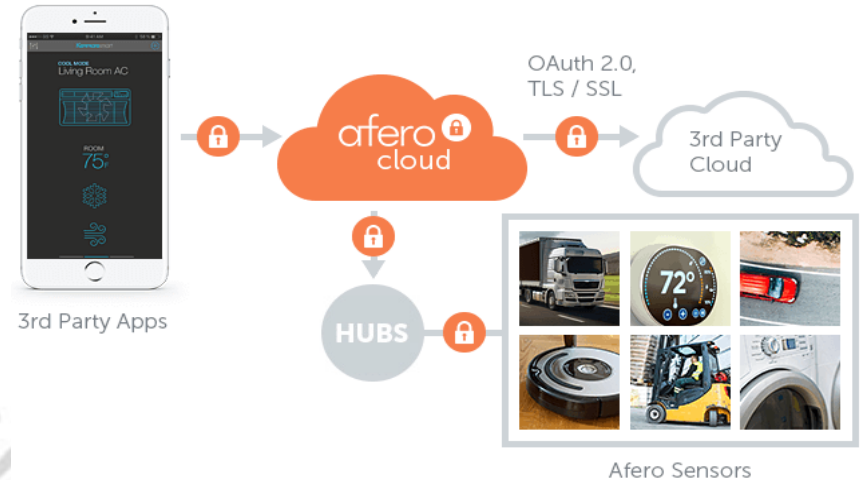 COOL MODE
Living Room AC
ROOM
75°F
3rd Party Apps
afero
cloud
OAuth 2.0,
TLS / SSL
3rd Party
Cloud
HUBS
72°
Afero Sensors